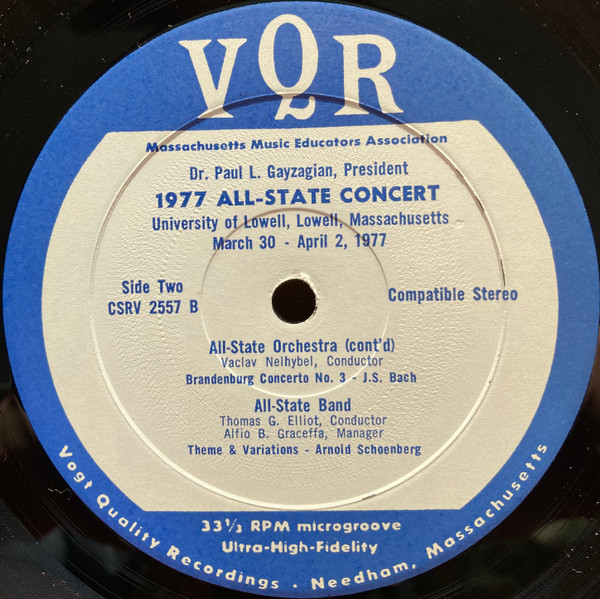 VQR
Massachusetts Music Educators Association
Dr. Paul L. Gayzagian, President
1977 ALL-STATE CONCERT
University of Lowell, Lowell, Massachusetts
March 30 - April 2, 1977
Side Two
CSRV 2557 B
Compatible Stereo
All-State Orchestra (cont'd)
Vaclav Nelhybel, Conductor
Brandenburg Concerto No. 3 - J.S. Bach
All-State Band
Thomas G. Elliot, Conductor
Alfio B. Graceffa, Manager
Theme & Variations - Arnold Schoenberg
33⅓ RPM microgroove
Ultra-High-Fidelity
Vogt Quality Recordings · Needham, Massachusetts